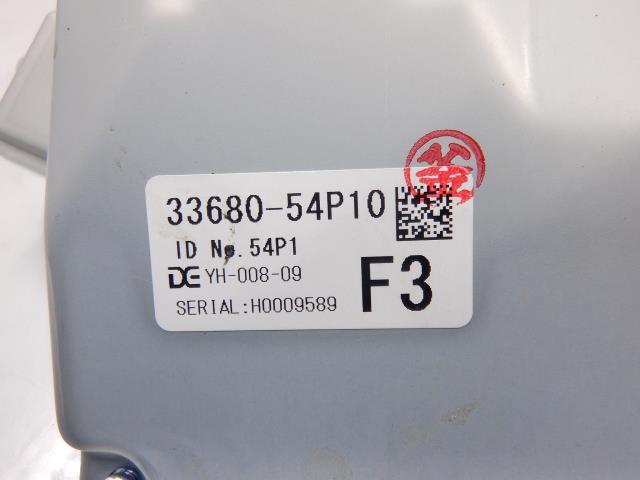 33680-54P10
ID No.54P1
DE YH-008-09
F3
SERIAL:H0009589